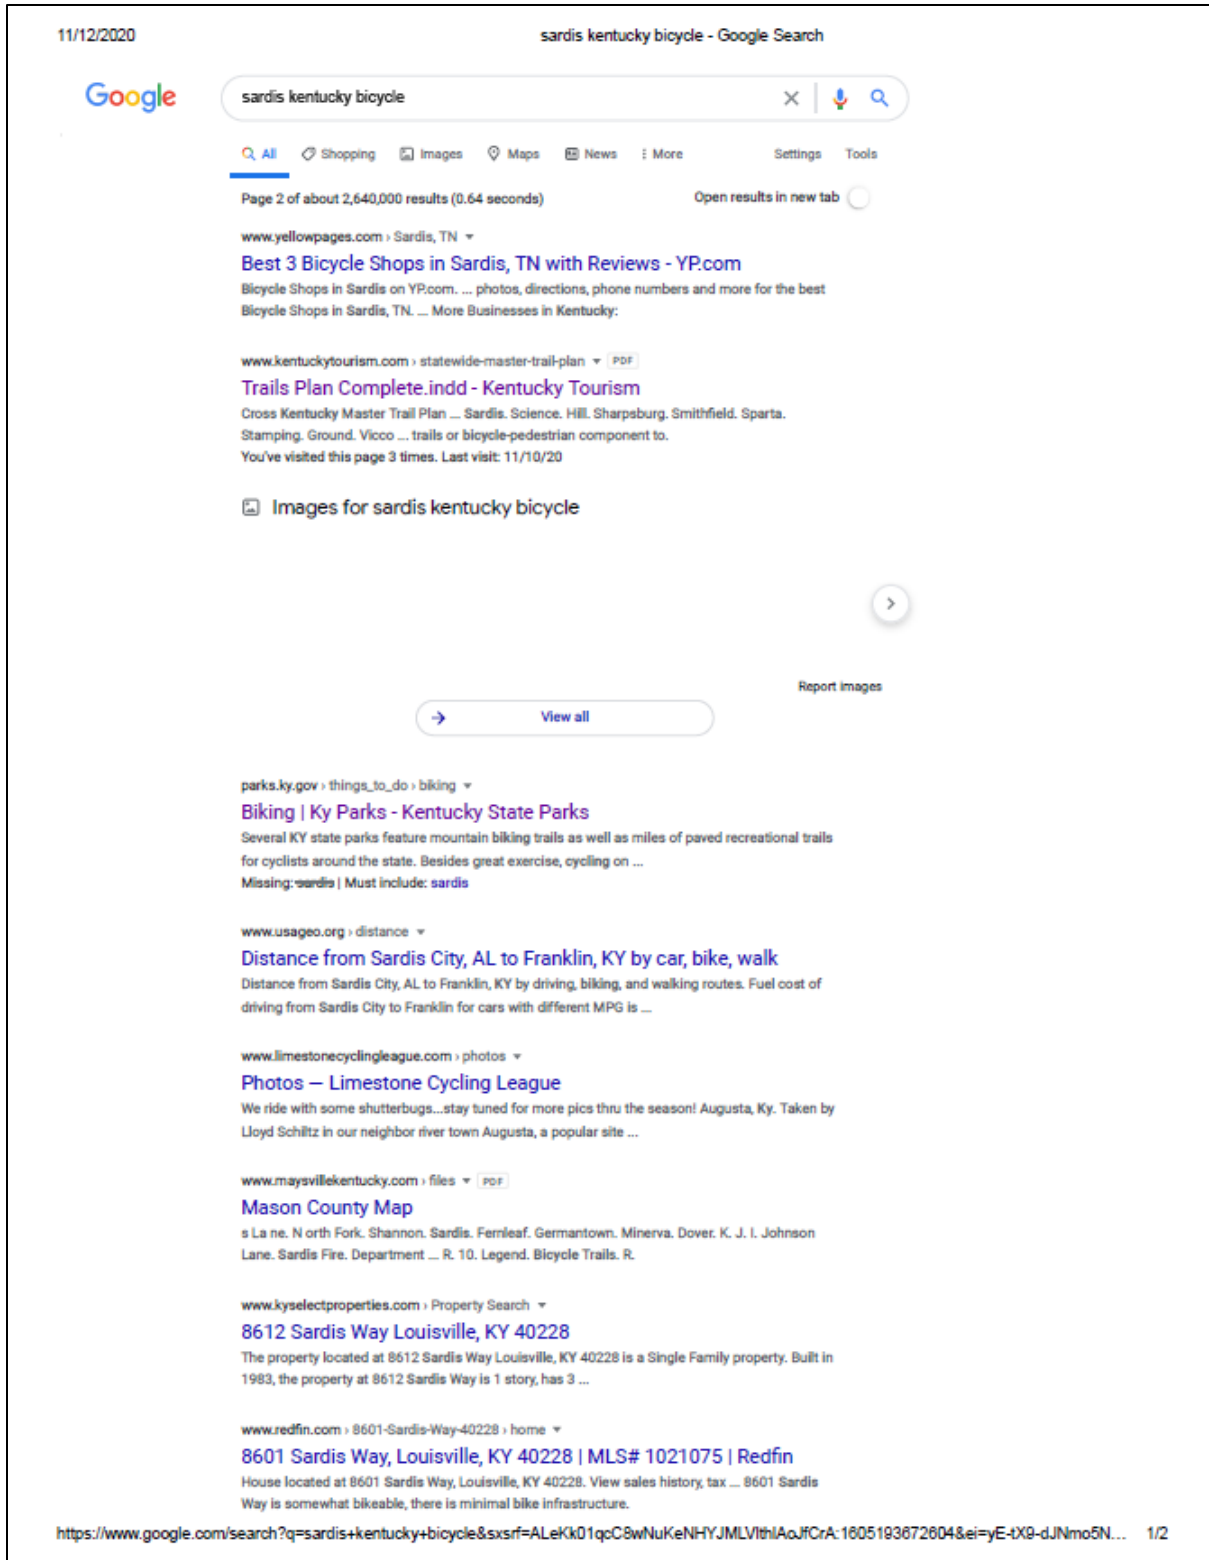 11/12/2020 sardis kentucky bicycle - Google Search
Google sardis kentucky bicycle
All Shopping Images Maps News More Settings Tools
Page 2 of about 2,640,000 results (0.64 seconds) Open results in new tab
www.yellowpages.com › Sardis, TN
Best 3 Bicycle Shops in Sardis, TN with Reviews - YP.com
Bicycle Shops in Sardis on YP.com. ... photos, directions, phone numbers and more for the best
Bicycle Shops in Sardis, TN. ... More Businesses in Kentucky:
www.kentuckytourism.com › statewide-master-trail-plan PDF
Trails Plan Complete.indd - Kentucky Tourism
Cross Kentucky Master Trail Plan ... Sardis. Science. Hill. Sharpsburg. Smithfield. Sparta.
Stamping. Ground. Vicco ... trails or bicycle-pedestrian component to.
You've visited this page 3 times. Last visit: 11/10/20
Images for sardis kentucky bicycle
Report images
View all
parks.ky.gov › things_to_do › biking
Biking | Ky Parks - Kentucky State Parks
Several KY state parks feature mountain biking trails as well as miles of paved recreational trails
for cyclists around the state. Besides great exercise, cycling on ...
Missing: sardis | Must include: sardis
www.usageo.org › distance
Distance from Sardis City, AL to Franklin, KY by car, bike, walk
Distance from Sardis City, AL to Franklin, KY by driving, biking, and walking routes. Fuel cost of
driving from Sardis City to Franklin for cars with different MPG is ...
www.limestonecyclingleague.com › photos
Photos — Limestone Cycling League
We ride with some shutterbugs...stay tuned for more pics thru the season! Augusta, Ky. Taken by
Lloyd Schiltz in our neighbor river town Augusta, a popular site ...
www.maysvillekentucky.com › files PDF
Mason County Map
s La ne. N orth Fork. Shannon. Sardis. Fernleaf. Germantown. Minerva. Dover. K. J. I. Johnson
Lane. Sardis Fire. Department ... R. 10. Legend. Bicycle Trails. R.
www.kyselectproperties.com › Property Search
8612 Sardis Way Louisville, KY 40228
The property located at 8612 Sardis Way Louisville, KY 40228 is a Single Family property. Built in
1983, the property at 8612 Sardis Way is 1 story, has 3 ...
www.redfin.com › 8601-Sardis-Way-40228 › home
8601 Sardis Way, Louisville, KY 40228 | MLS# 1021075 | Redfin
House located at 8601 Sardis Way, Louisville, KY 40228. View sales history, tax ... 8601 Sardis
Way is somewhat bikeable, there is minimal bike infrastructure.
https://www.google.com/search?q=sardis+kentucky+bicycle&sxsrf=ALeKk01qcC8wNuKeNHYJMLVIthIAoJfCrA:1605193672604&ei=yE-tX9-dJNmo5N... 1/2